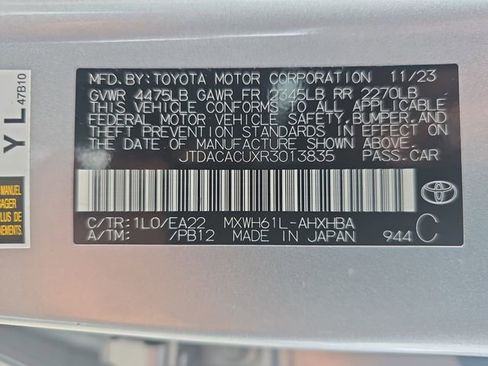 MFD. BY: TOYOTA MOTOR CORPORATION 11/23
GVWR 4475LB GAWR FR 2345LB RR 2270LB
THIS VEHICLE CONFORMS TO ALL APPLICABLE
FEDERAL MOTOR VEHICLE SAFETY, BUMPER, AND
THEFT PREVENTION STANDARDS IN EFFECT ON
THE DATE OF MANUFACTURE SHOWN ABOVE.
JTDACACUXR3013835 PASS.CAR
C/TR:1L0/EA22 MXWH61L-AHXHBA
A/TM: /PB12 MADE IN JAPAN 944 C
TOYOTA
Y L
47B10